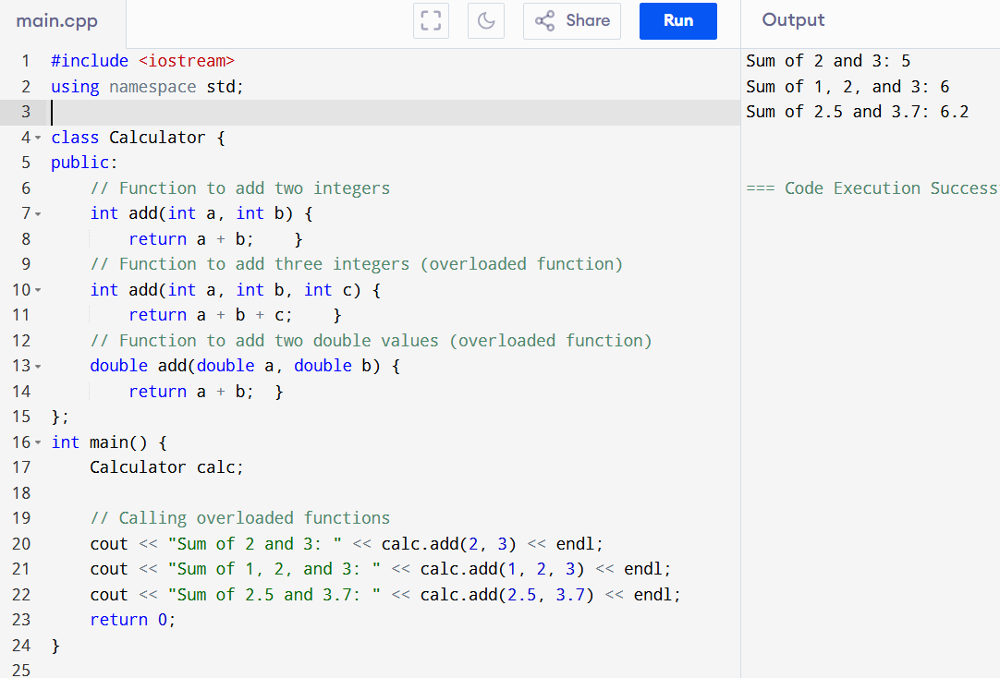 main.cpp
Share
Run
Output
1 #include <iostream>
2 using namespace std;
3
4 class Calculator {
5 public:
6     // Function to add two integers
7     int add(int a, int b) {
8         return a + b;    }
9     // Function to add three integers (overloaded function)
10     int add(int a, int b, int c) {
11         return a + b + c;    }
12     // Function to add two double values (overloaded function)
13     double add(double a, double b) {
14         return a + b;  }
15 };
16 int main() {
17     Calculator calc;
18
19     // Calling overloaded functions
20     cout << "Sum of 2 and 3: " << calc.add(2, 3) << endl;
21     cout << "Sum of 1, 2, and 3: " << calc.add(1, 2, 3) << endl;
22     cout << "Sum of 2.5 and 3.7: " << calc.add(2.5, 3.7) << endl;
23     return 0;
24 }
25
Sum of 2 and 3: 5
Sum of 1, 2, and 3: 6
Sum of 2.5 and 3.7: 6.2
=== Code Execution Success